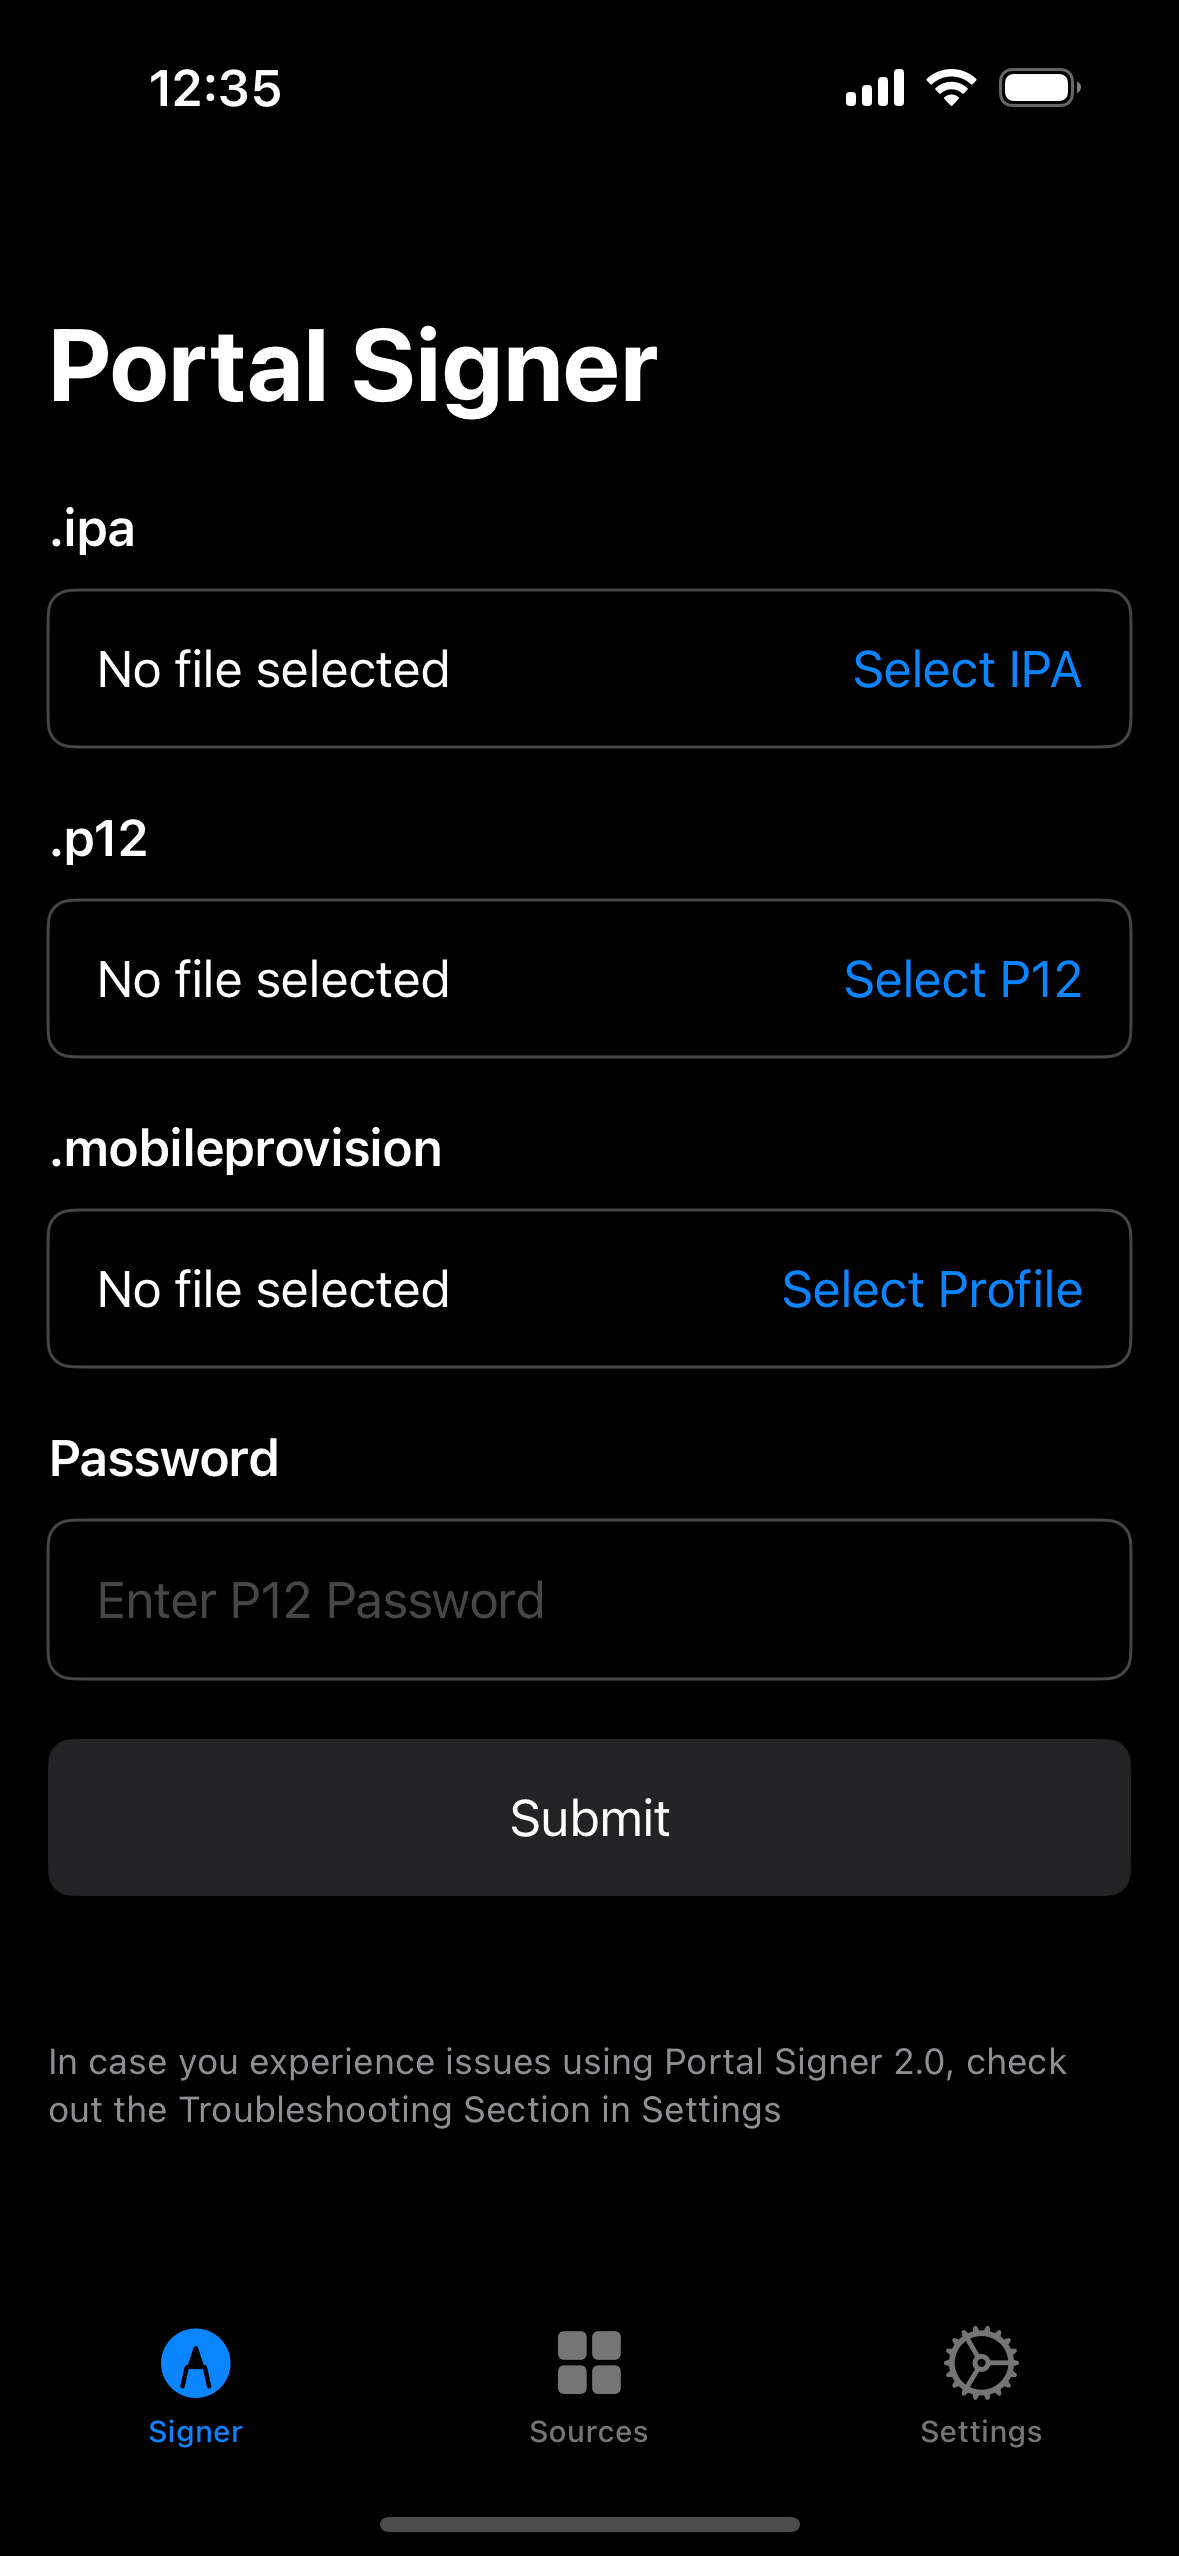 12:35
Portal Signer
.ipa
No file selected Select IPA
.p12
No file selected Select P12
.mobileprovision
No file selected Select Profile
Password
Enter P12 Password
Submit
In case you experience issues using Portal Signer 2.0, check
out the Troubleshooting Section in Settings
Signer Sources Settings